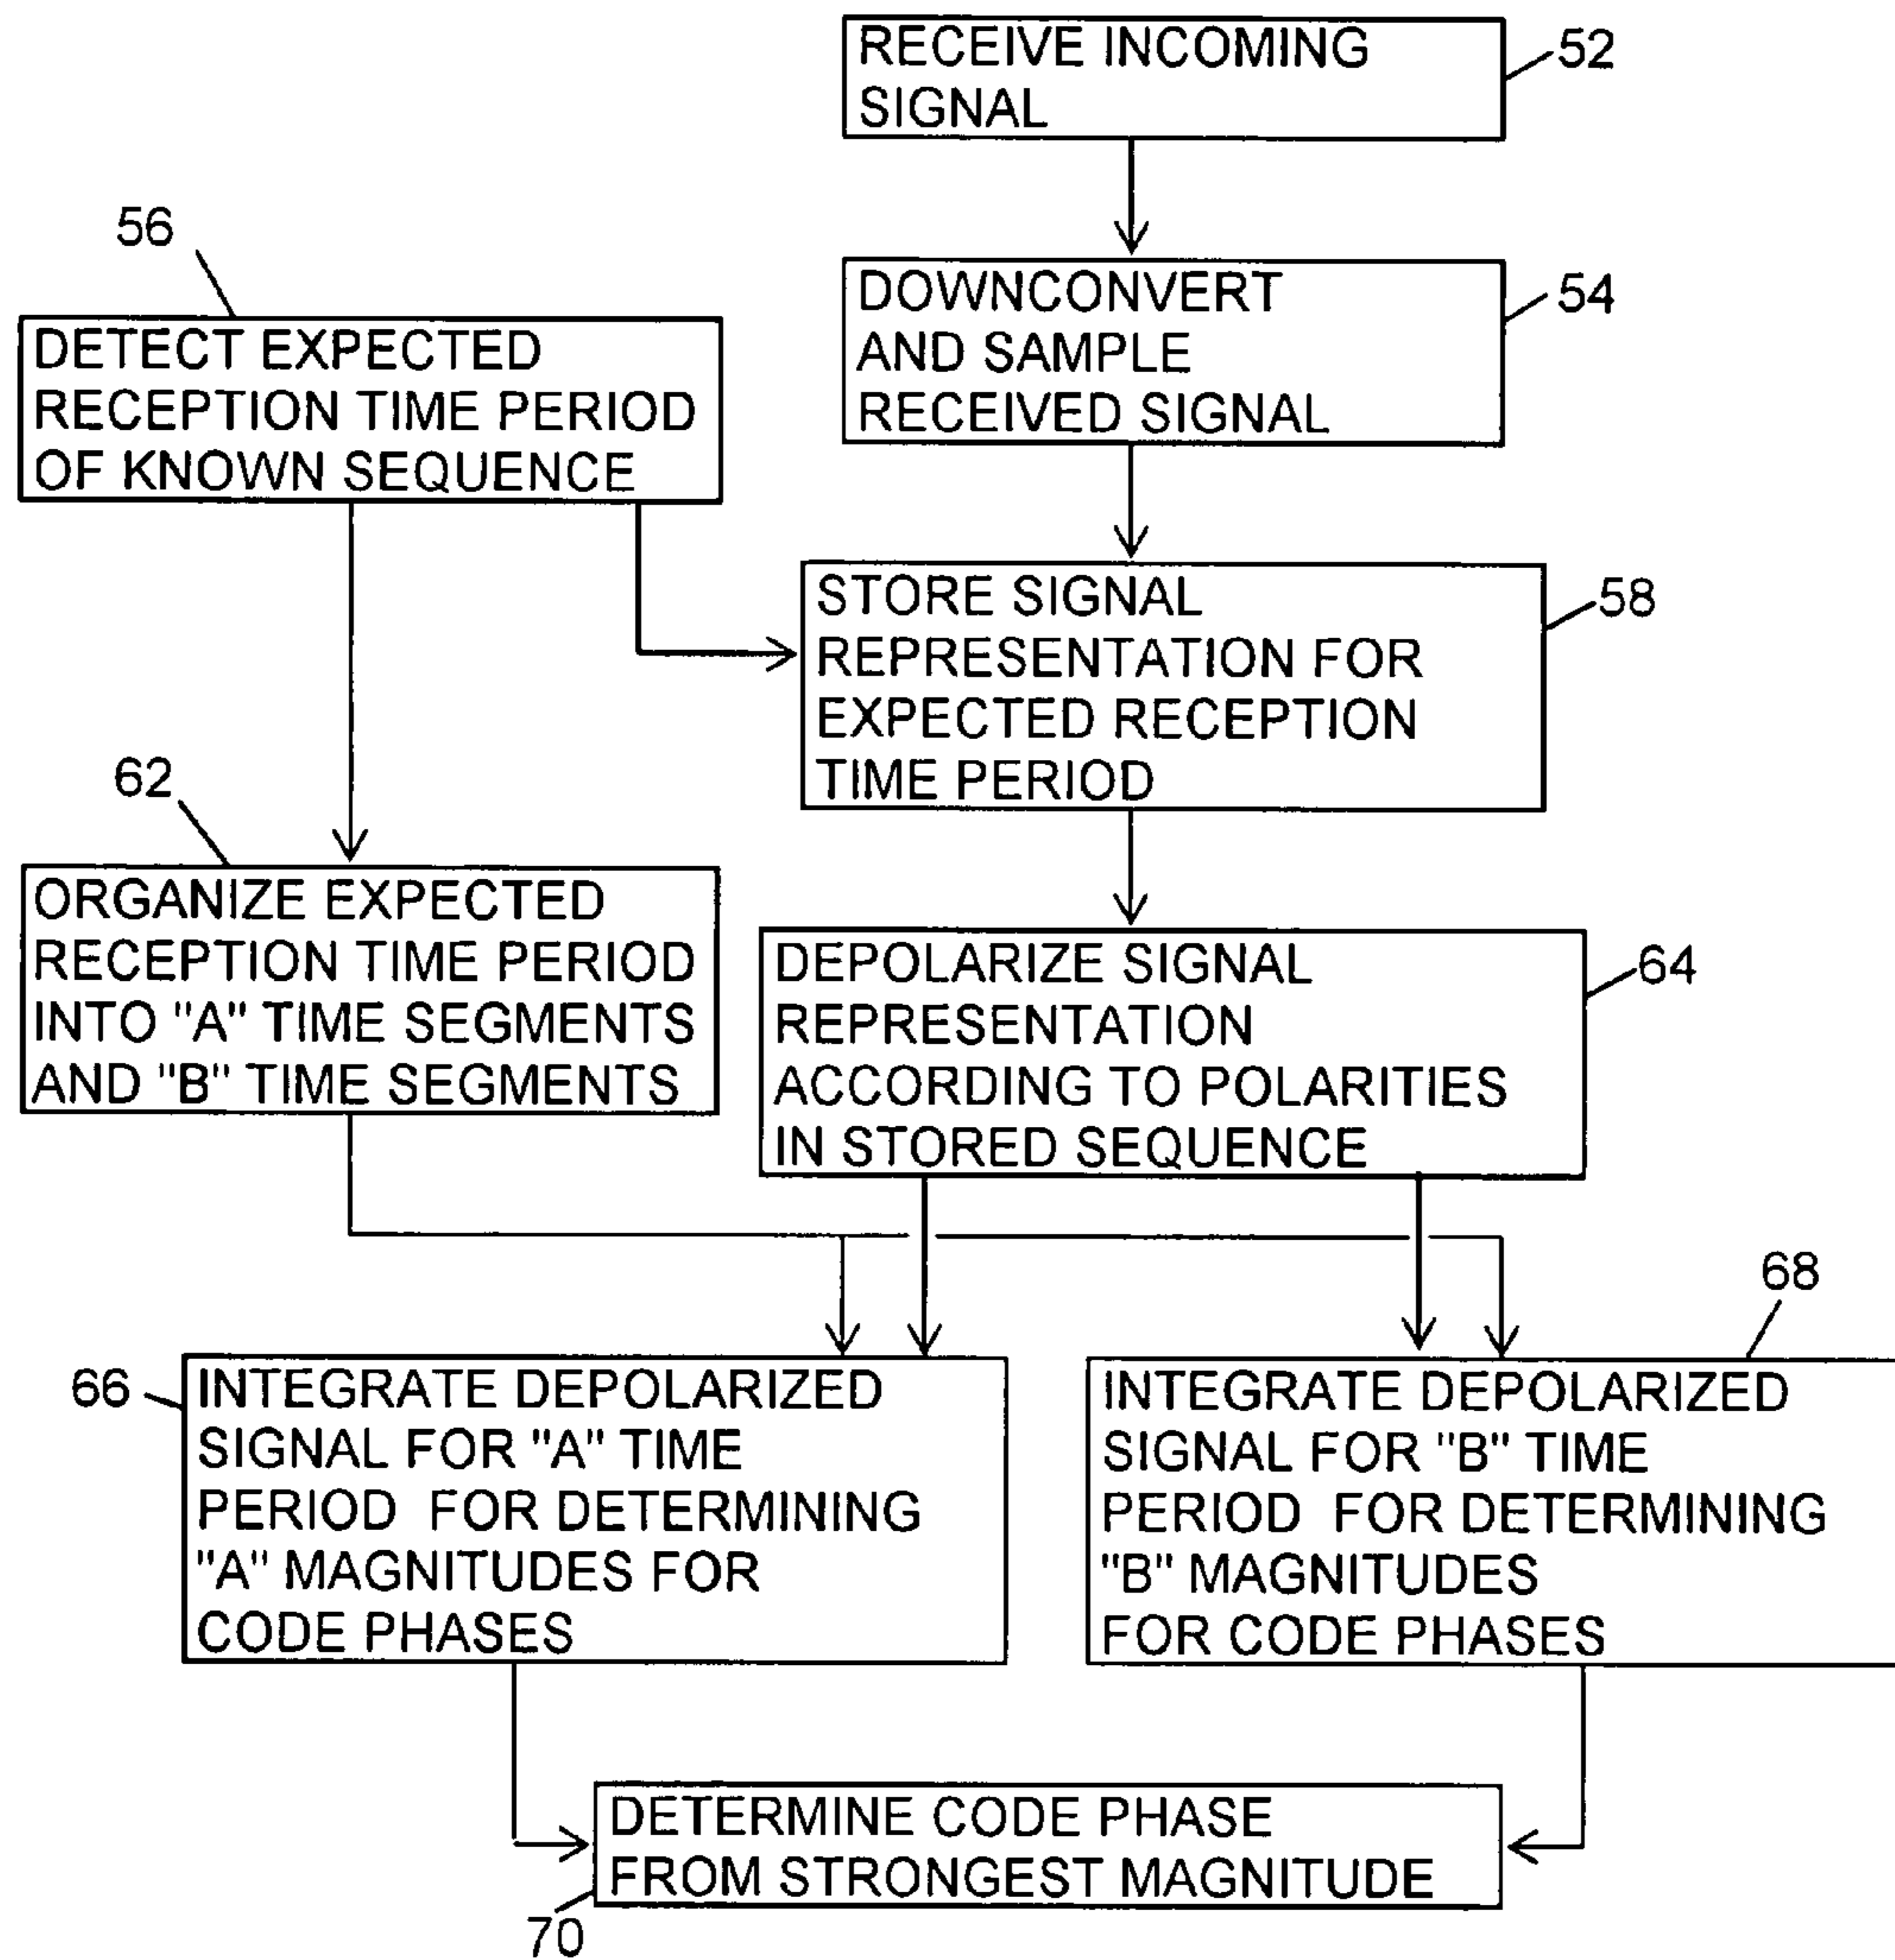 RECEIVE INCOMING
SIGNAL
52
DOWNCONVERT
AND SAMPLE
RECEIVED SIGNAL
54
56
DETECT EXPECTED
RECEPTION TIME PERIOD
OF KNOWN SEQUENCE
STORE SIGNAL
REPRESENTATION FOR
EXPECTED RECEPTION
TIME PERIOD
58
62
ORGANIZE EXPECTED
RECEPTION TIME PERIOD
INTO "A" TIME SEGMENTS
AND "B" TIME SEGMENTS
DEPOLARIZE SIGNAL
REPRESENTATION
ACCORDING TO POLARITIES
IN STORED SEQUENCE
64
66
INTEGRATE DEPOLARIZED
SIGNAL FOR "A" TIME
PERIOD FOR DETERMINING
"A" MAGNITUDES FOR
CODE PHASES
68
INTEGRATE DEPOLARIZED
SIGNAL FOR "B" TIME
PERIOD FOR DETERMINING
"B" MAGNITUDES
FOR CODE PHASES
DETERMINE CODE PHASE
FROM STRONGEST MAGNITUDE
70